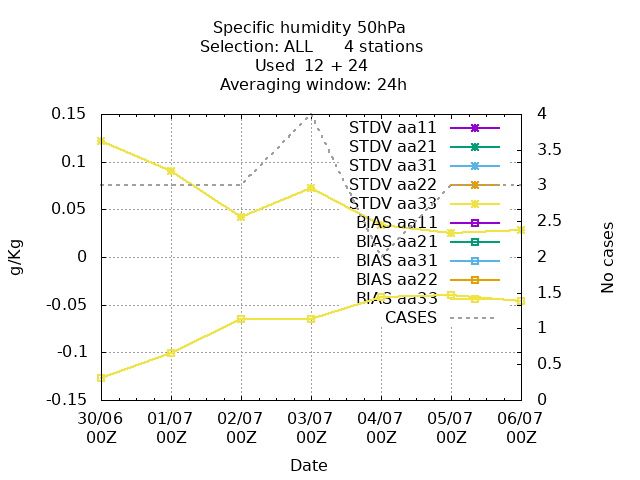 Specific humidity 50hPa
Selection: ALL      4 stations
Used  12 + 24
Averaging window: 24h
0.15
0.1
0.05
0
-0.05
-0.1
-0.15
g/Kg
4
3.5
3
2.5
2
1.5
1
0.5
0
No cases
STDV aa11
STDV aa21
STDV aa31
STDV aa22
STDV aa33
BIAS aa11
BIAS aa21
BIAS aa31
BIAS aa22
BIAS aa33
CASES
30/06 01/07 02/07 03/07 04/07 05/07 06/07
00Z 00Z 00Z 00Z 00Z 00Z 00Z
Date